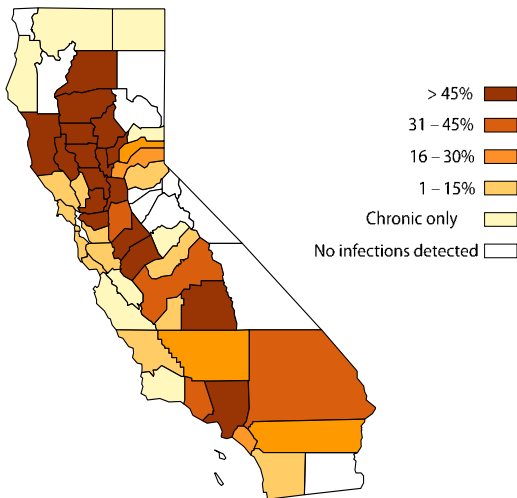 > 45%
31 – 45%
16 – 30%
1 – 15%
Chronic only
No infections detected